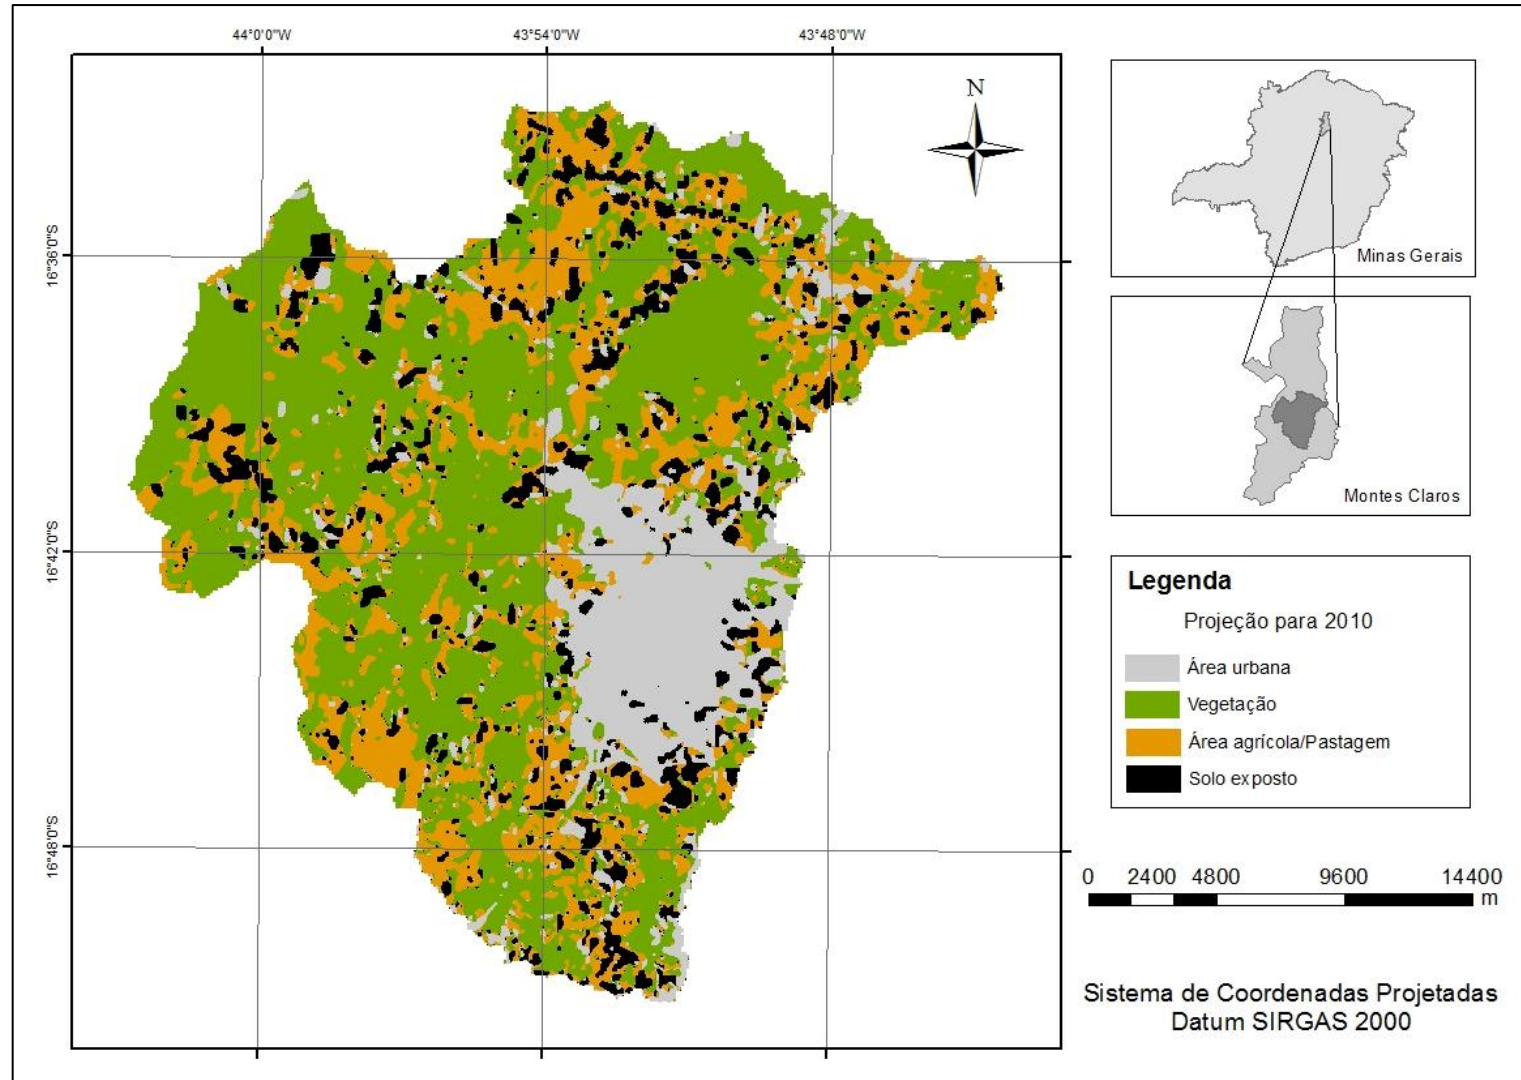 44°0'0"W 43°54'0"W 43°48'0"W
N
16°36'0"S
16°42'0"S
16°48'0"S
Minas Gerais
Montes Claros
Legenda
Projeção para 2010
Área urbana
Vegetação
Área agrícola/Pastagem
Solo exposto
0 2400 4800 9600 14400
m
Sistema de Coordenadas Projetadas
Datum SIRGAS 2000